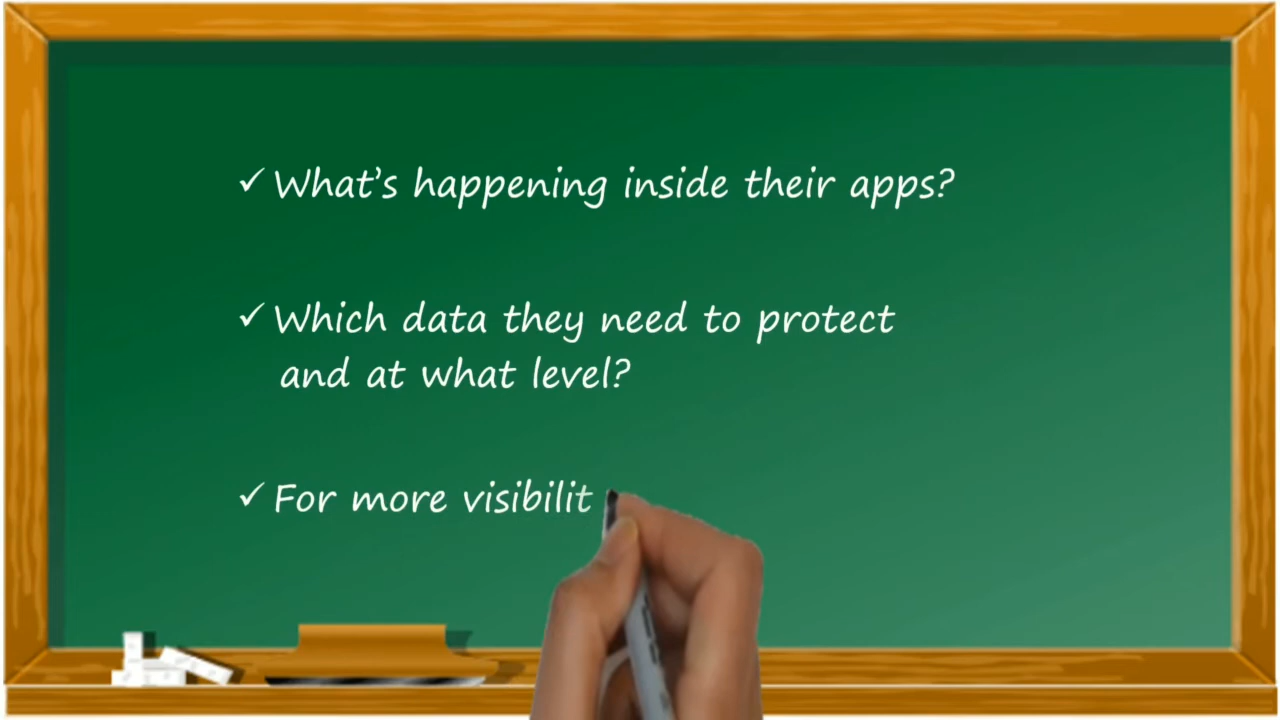 ✓ What's happening inside their apps?
✓ Which data they need to protect
and at what level?
✓ For more visibilit